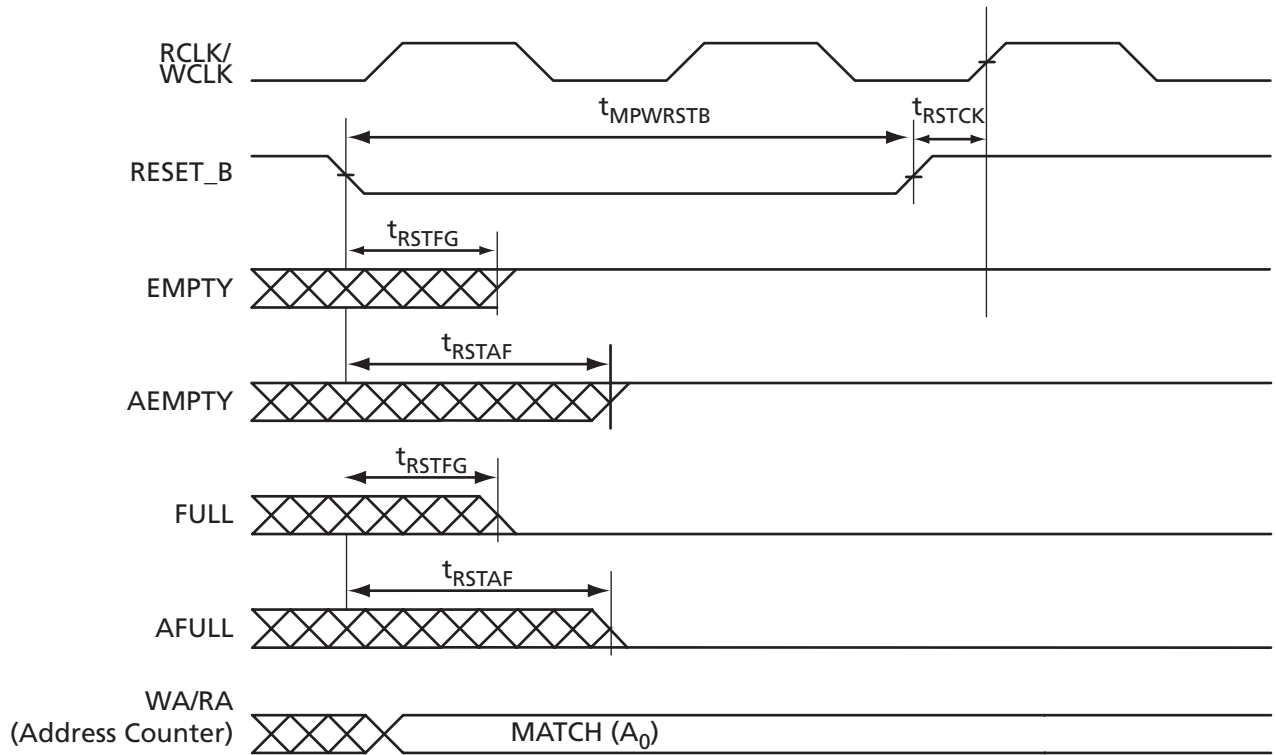 RCLK/
WCLK
tMPWRSTB
tRSTCK
RESET_B
tRSTFG
EMPTY
tRSTAF
AEMPTY
tRSTFG
FULL
tRSTAF
AFULL
WA/RA
(Address Counter)
MATCH (A0)